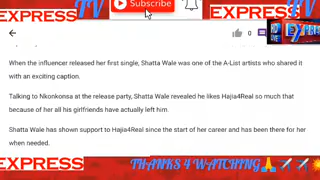 EXPRESS TV Subscribe EXPRESS
0
EXPRESS
When the influencer released her first single, Shatta Wale was one of the A-List artists who shared it
with an exciting caption.
Talking to Nkonkonsa at the release party, Shatta Wale revealed he likes Hajia4Real so much that
because of her all his girlfriends have actually left him.
Shatta Wale has shown support to Hajia4Real since the start of her career and has been there for her
when needed.
EXPRESS THANKS 4 WATCHING🙏✈️✈️